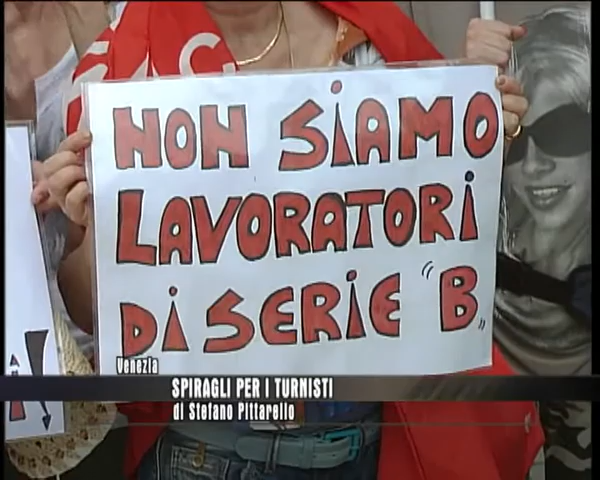 NON SiAMO
LAVORATORi
Di SERiE "B"
Venezia
SPIRAGLI PER I TURNISTI
di Stefano Pittarello